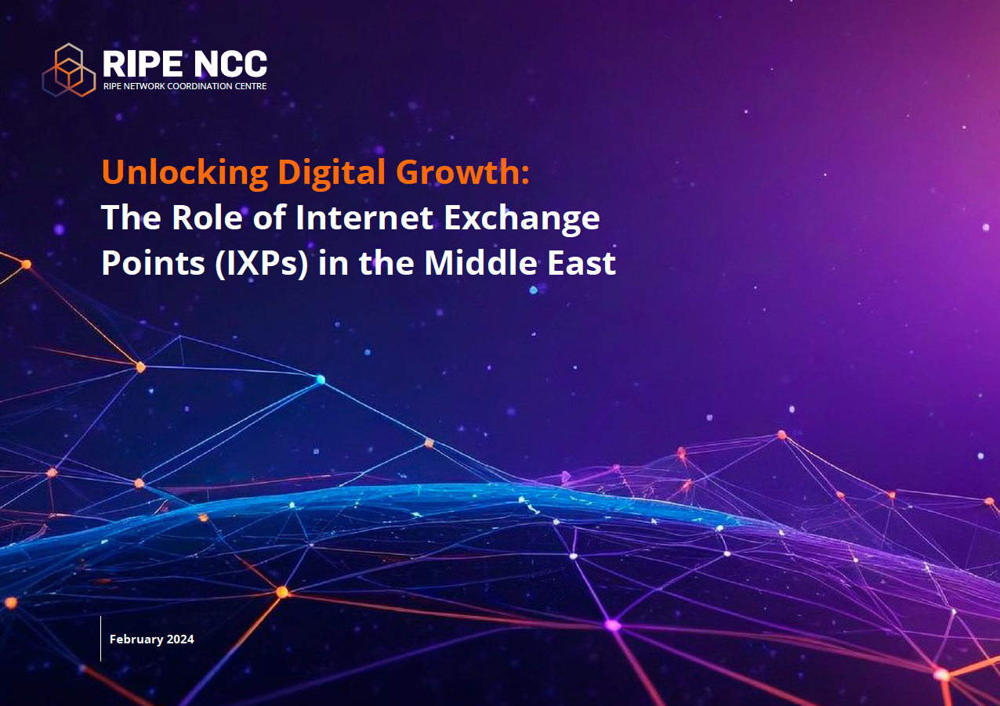 RIPE NCC
RIPE NETWORK COORDINATION CENTRE
Unlocking Digital Growth:
The Role of Internet Exchange
Points (IXPs) in the Middle East
February 2024